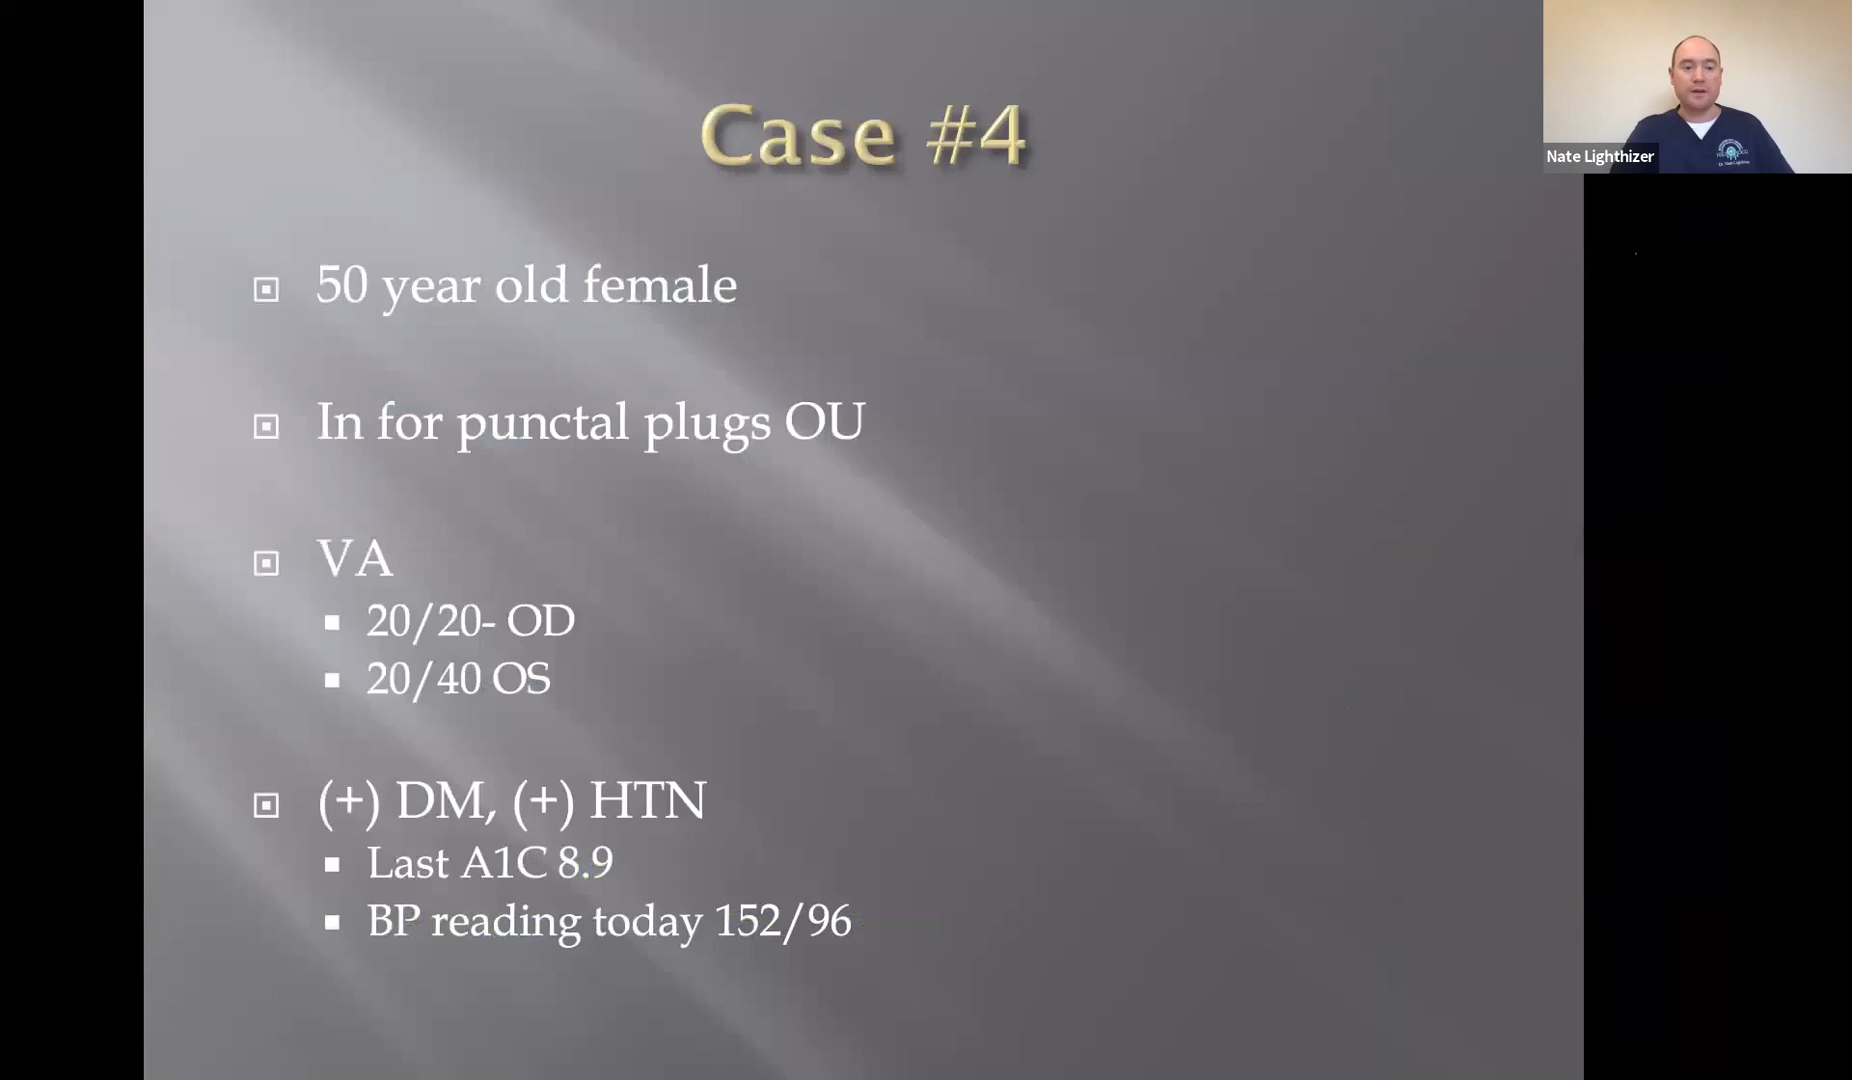 Case #4
50 year old female
In for punctal plugs OU
VA
20/20- OD
20/40 OS
(+) DM, (+) HTN
Last A1C 8.9
BP reading today 152/96
Nate Lighthizer